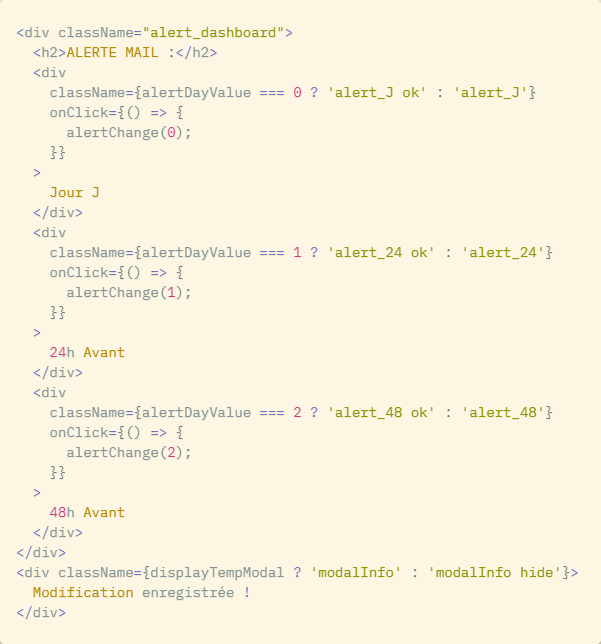 <div className="alert_dashboard">
  <h2>ALERTE MAIL :</h2>
  <div
    className={alertDayValue === 0 ? 'alert_J ok' : 'alert_J'}
    onClick={() => {
      alertChange(0);
    }}
  >
    Jour J
  </div>
  <div
    className={alertDayValue === 1 ? 'alert_24 ok' : 'alert_24'}
    onClick={() => {
      alertChange(1);
    }}
  >
    24h Avant
  </div>
  <div
    className={alertDayValue === 2 ? 'alert_48 ok' : 'alert_48'}
    onClick={() => {
      alertChange(2);
    }}
  >
    48h Avant
  </div>
</div>
<div className={displayTempModal ? 'modalInfo' : 'modalInfo hide'}>
  Modification enregistrée !
</div>